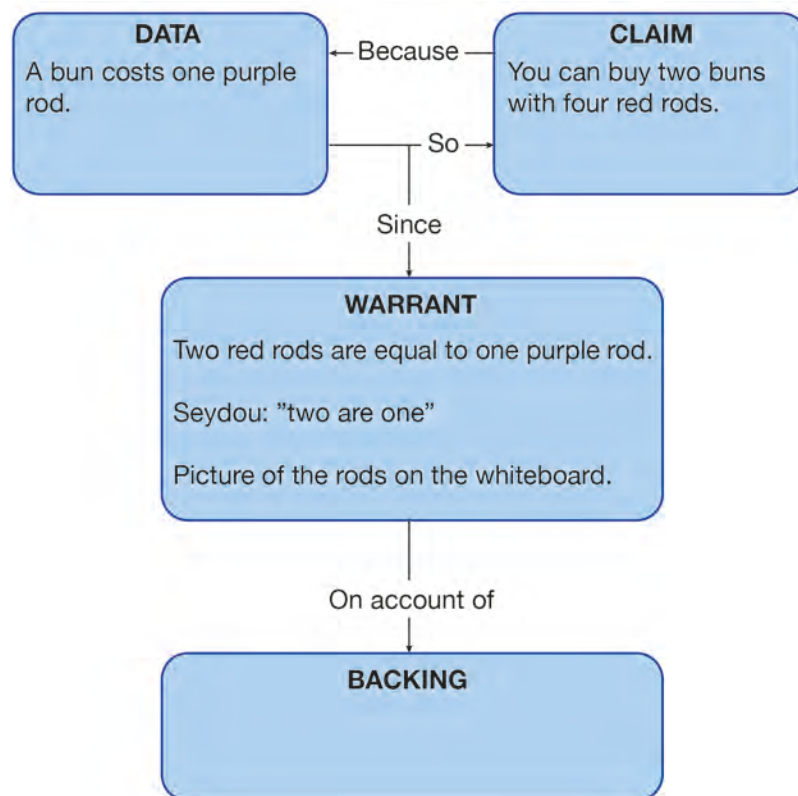 DATA
A bun costs one purple
rod.
Because
CLAIM
You can buy two buns
with four red rods.
So
Since
WARRANT
Two red rods are equal to one purple rod.
Seydou: ”two are one”
Picture of the rods on the whiteboard.
On account of
BACKING